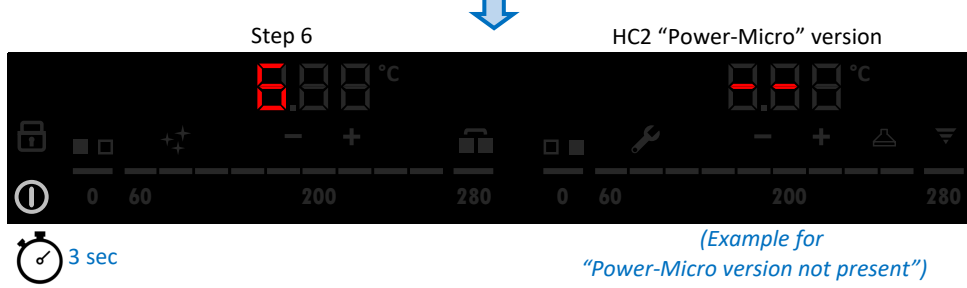 Step 6
HC2 “Power-Micro” version
6 °C
-- °C
− +
− +
0 60 200 280
0 60 200 280
3 sec
(Example for
“Power-Micro version not present”)